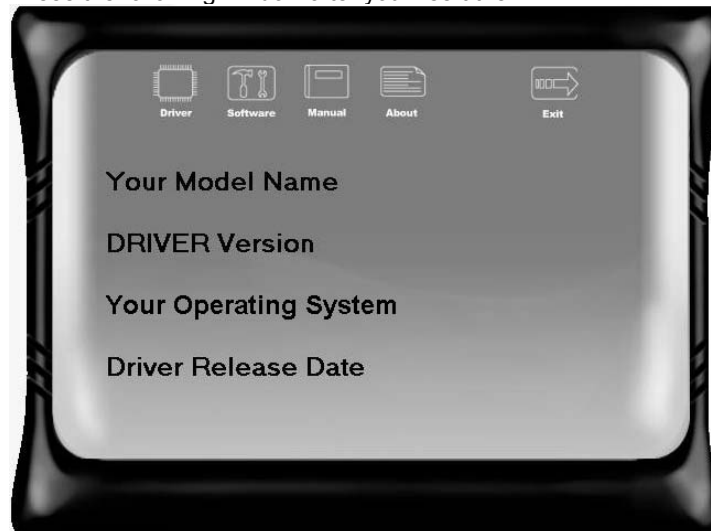 Driver Software Manual About Exit
Your Model Name
DRIVER Version
Your Operating System
Driver Release Date